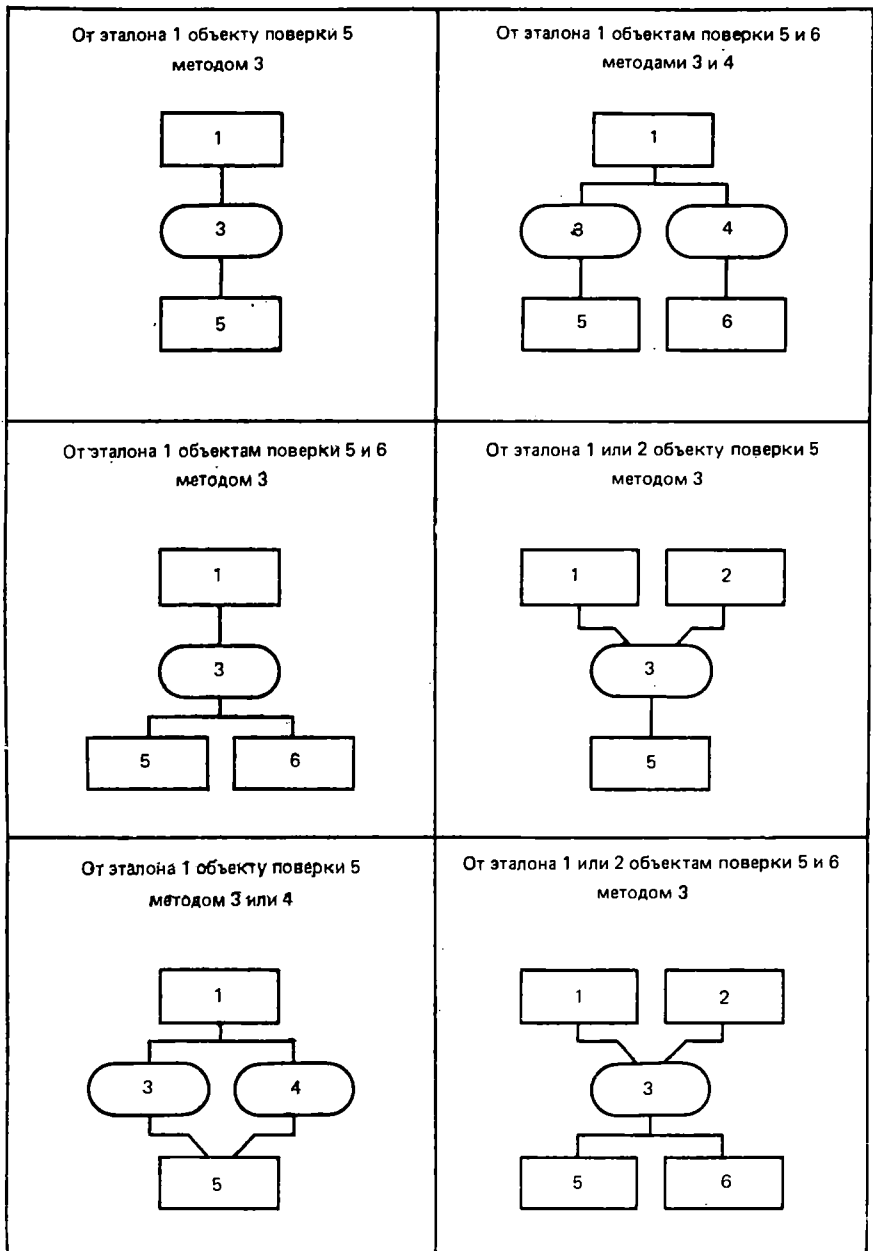 От эталона 1 объекту поверки 5
методом 3
1
3
5
От эталона 1 объектам поверки 5 и 6
методами 3 и 4
1
3 4
5 6
От эталона 1 объектам поверки 5 и 6
методом 3
1
3
5 6
От эталона 1 или 2 объекту поверки 5
методом 3
1 2
3
5
От эталона 1 объекту поверки 5
методом 3 или 4
1
3 4
5
От эталона 1 или 2 объектам поверки 5 и 6
методом 3
1 2
3
5 6